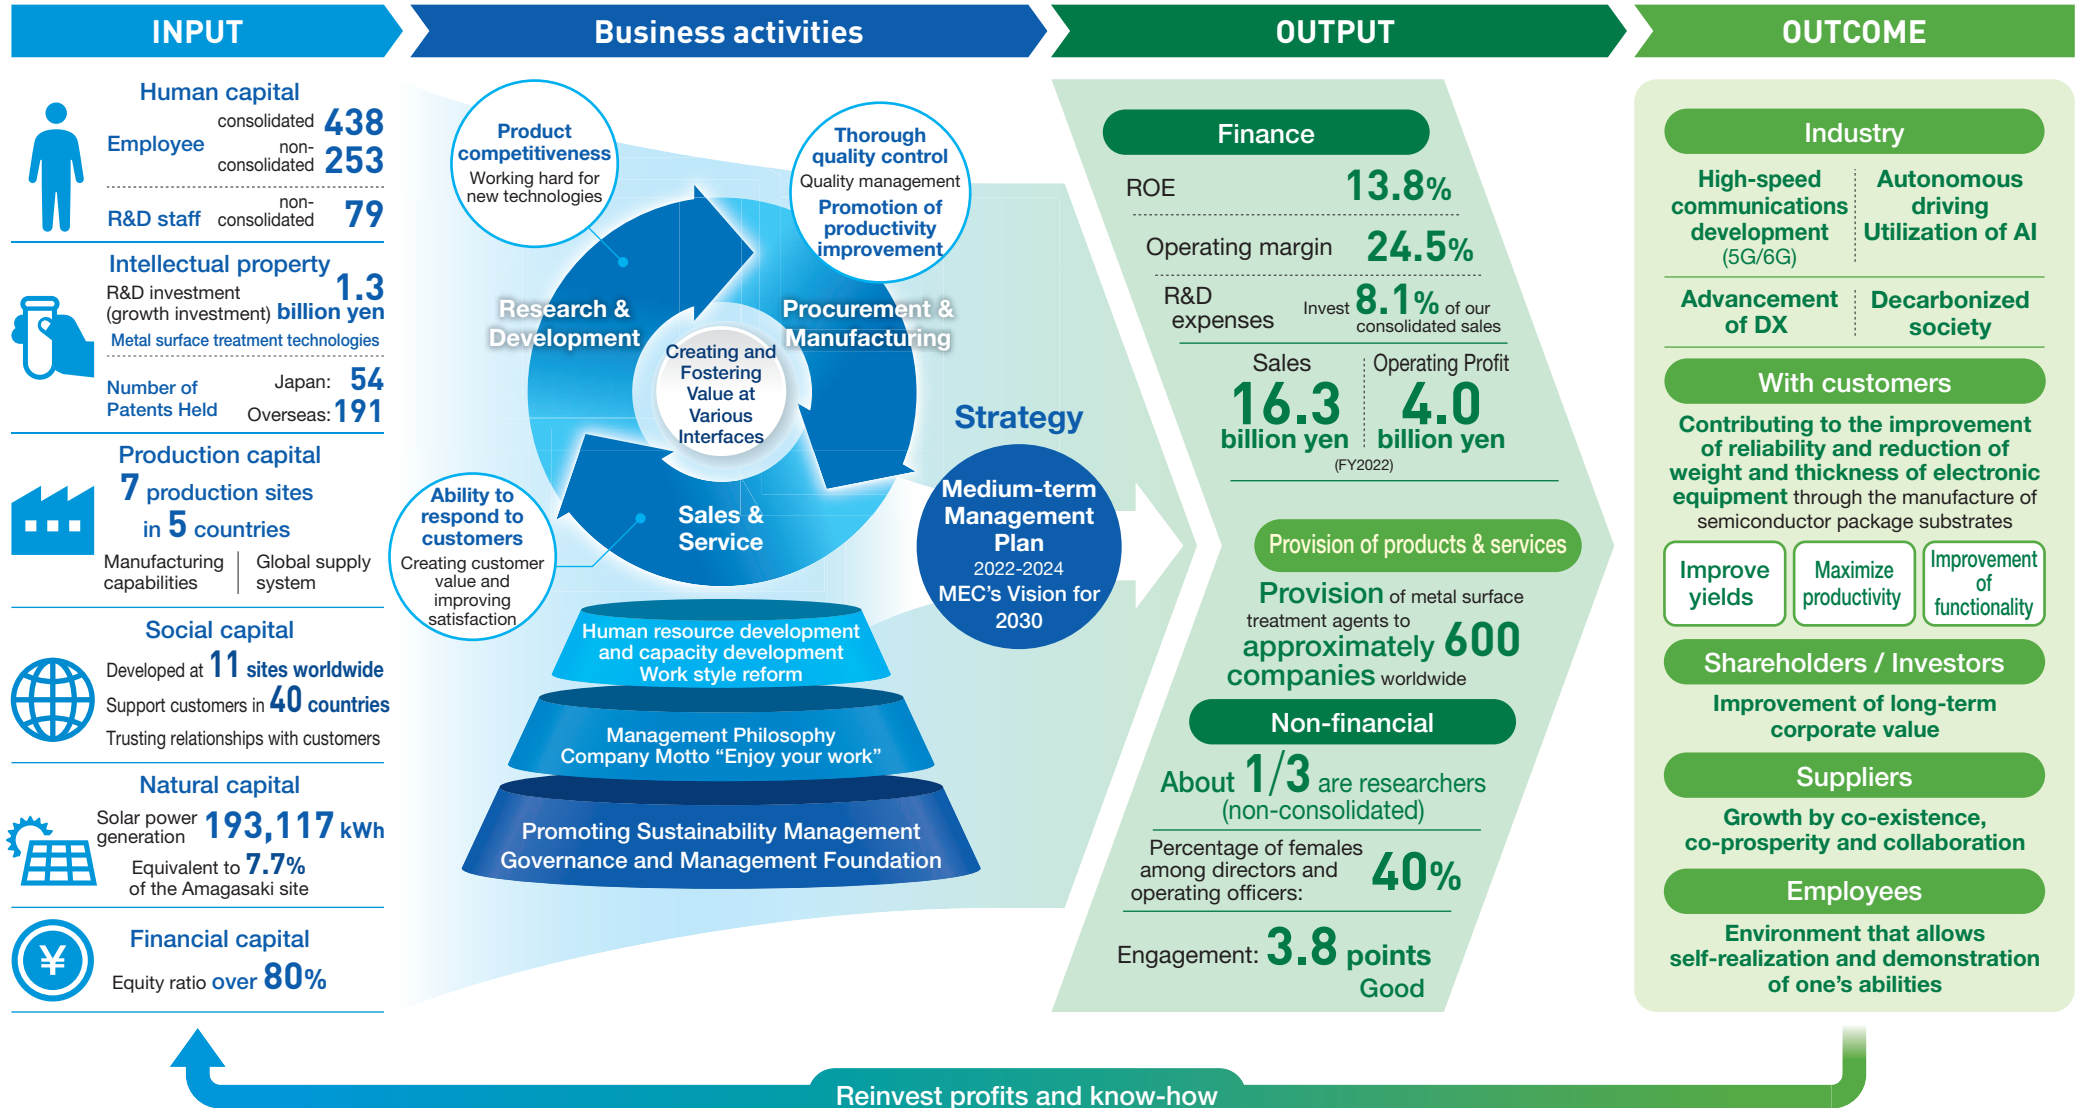 INPUT
Business activities
OUTPUT
OUTCOME
Human capital
Employee
consolidated 438
non-
consolidated 253
R&D staff
non-
consolidated 79
Intellectual property
R&D investment
(growth investment) 1.3
billion yen
Metal surface treatment technologies
Number of
Patents Held
Japan: 54
Overseas: 191
Production capital
7 production sites
in 5 countries
Manufacturing
capabilities
Global supply
system
Social capital
Developed at 11 sites worldwide
Support customers in 40 countries
Trusting relationships with customers
Natural capital
Solar power
generation 193,117 kWh
Equivalent to 7.7%
of the Amagasaki site
¥
Financial capital
Equity ratio over 80%
Product
competitiveness
Working hard for
new technologies
Thorough
quality control
Quality management
Promotion of
productivity
improvement
Research &
Development
Procurement &
Manufacturing
Creating and
Fostering
Value at
Various
Interfaces
Ability to
respond to
customers
Creating customer
value and
improving
satisfaction
Sales &
Service
Strategy
Medium-term
Management
Plan
2022-2024
MEC's Vision for
2030
Human resource development
and capacity development
Work style reform
Management Philosophy
Company Motto “Enjoy your work”
Promoting Sustainability Management
Governance and Management Foundation
Finance
ROE 13.8%
Operating margin 24.5%
R&D
expenses
Invest 8.1% of our
consolidated sales
Sales
16.3
billion yen
Operating Profit
4.0
billion yen
(FY2022)
Provision of products & services
Provision of metal surface
treatment agents to
approximately 600
companies worldwide
Non-financial
About 1/3 are researchers
(non-consolidated)
Percentage of females
among directors and
operating officers:
40%
Engagement: 3.8 points
Good
Industry
High-speed
communications
development
(5G/6G)
Autonomous
driving
Utilization of AI
Advancement
of DX
Decarbonized
society
With customers
Contributing to the improvement
of reliability and reduction of
weight and thickness of electronic
equipment through the manufacture of
semiconductor package substrates
Improve
yields
Maximize
productivity
Improvement
of
functionality
Shareholders / Investors
Improvement of long-term
corporate value
Suppliers
Growth by co-existence,
co-prosperity and collaboration
Employees
Environment that allows
self-realization and demonstration
of one's abilities
Reinvest profits and know-how